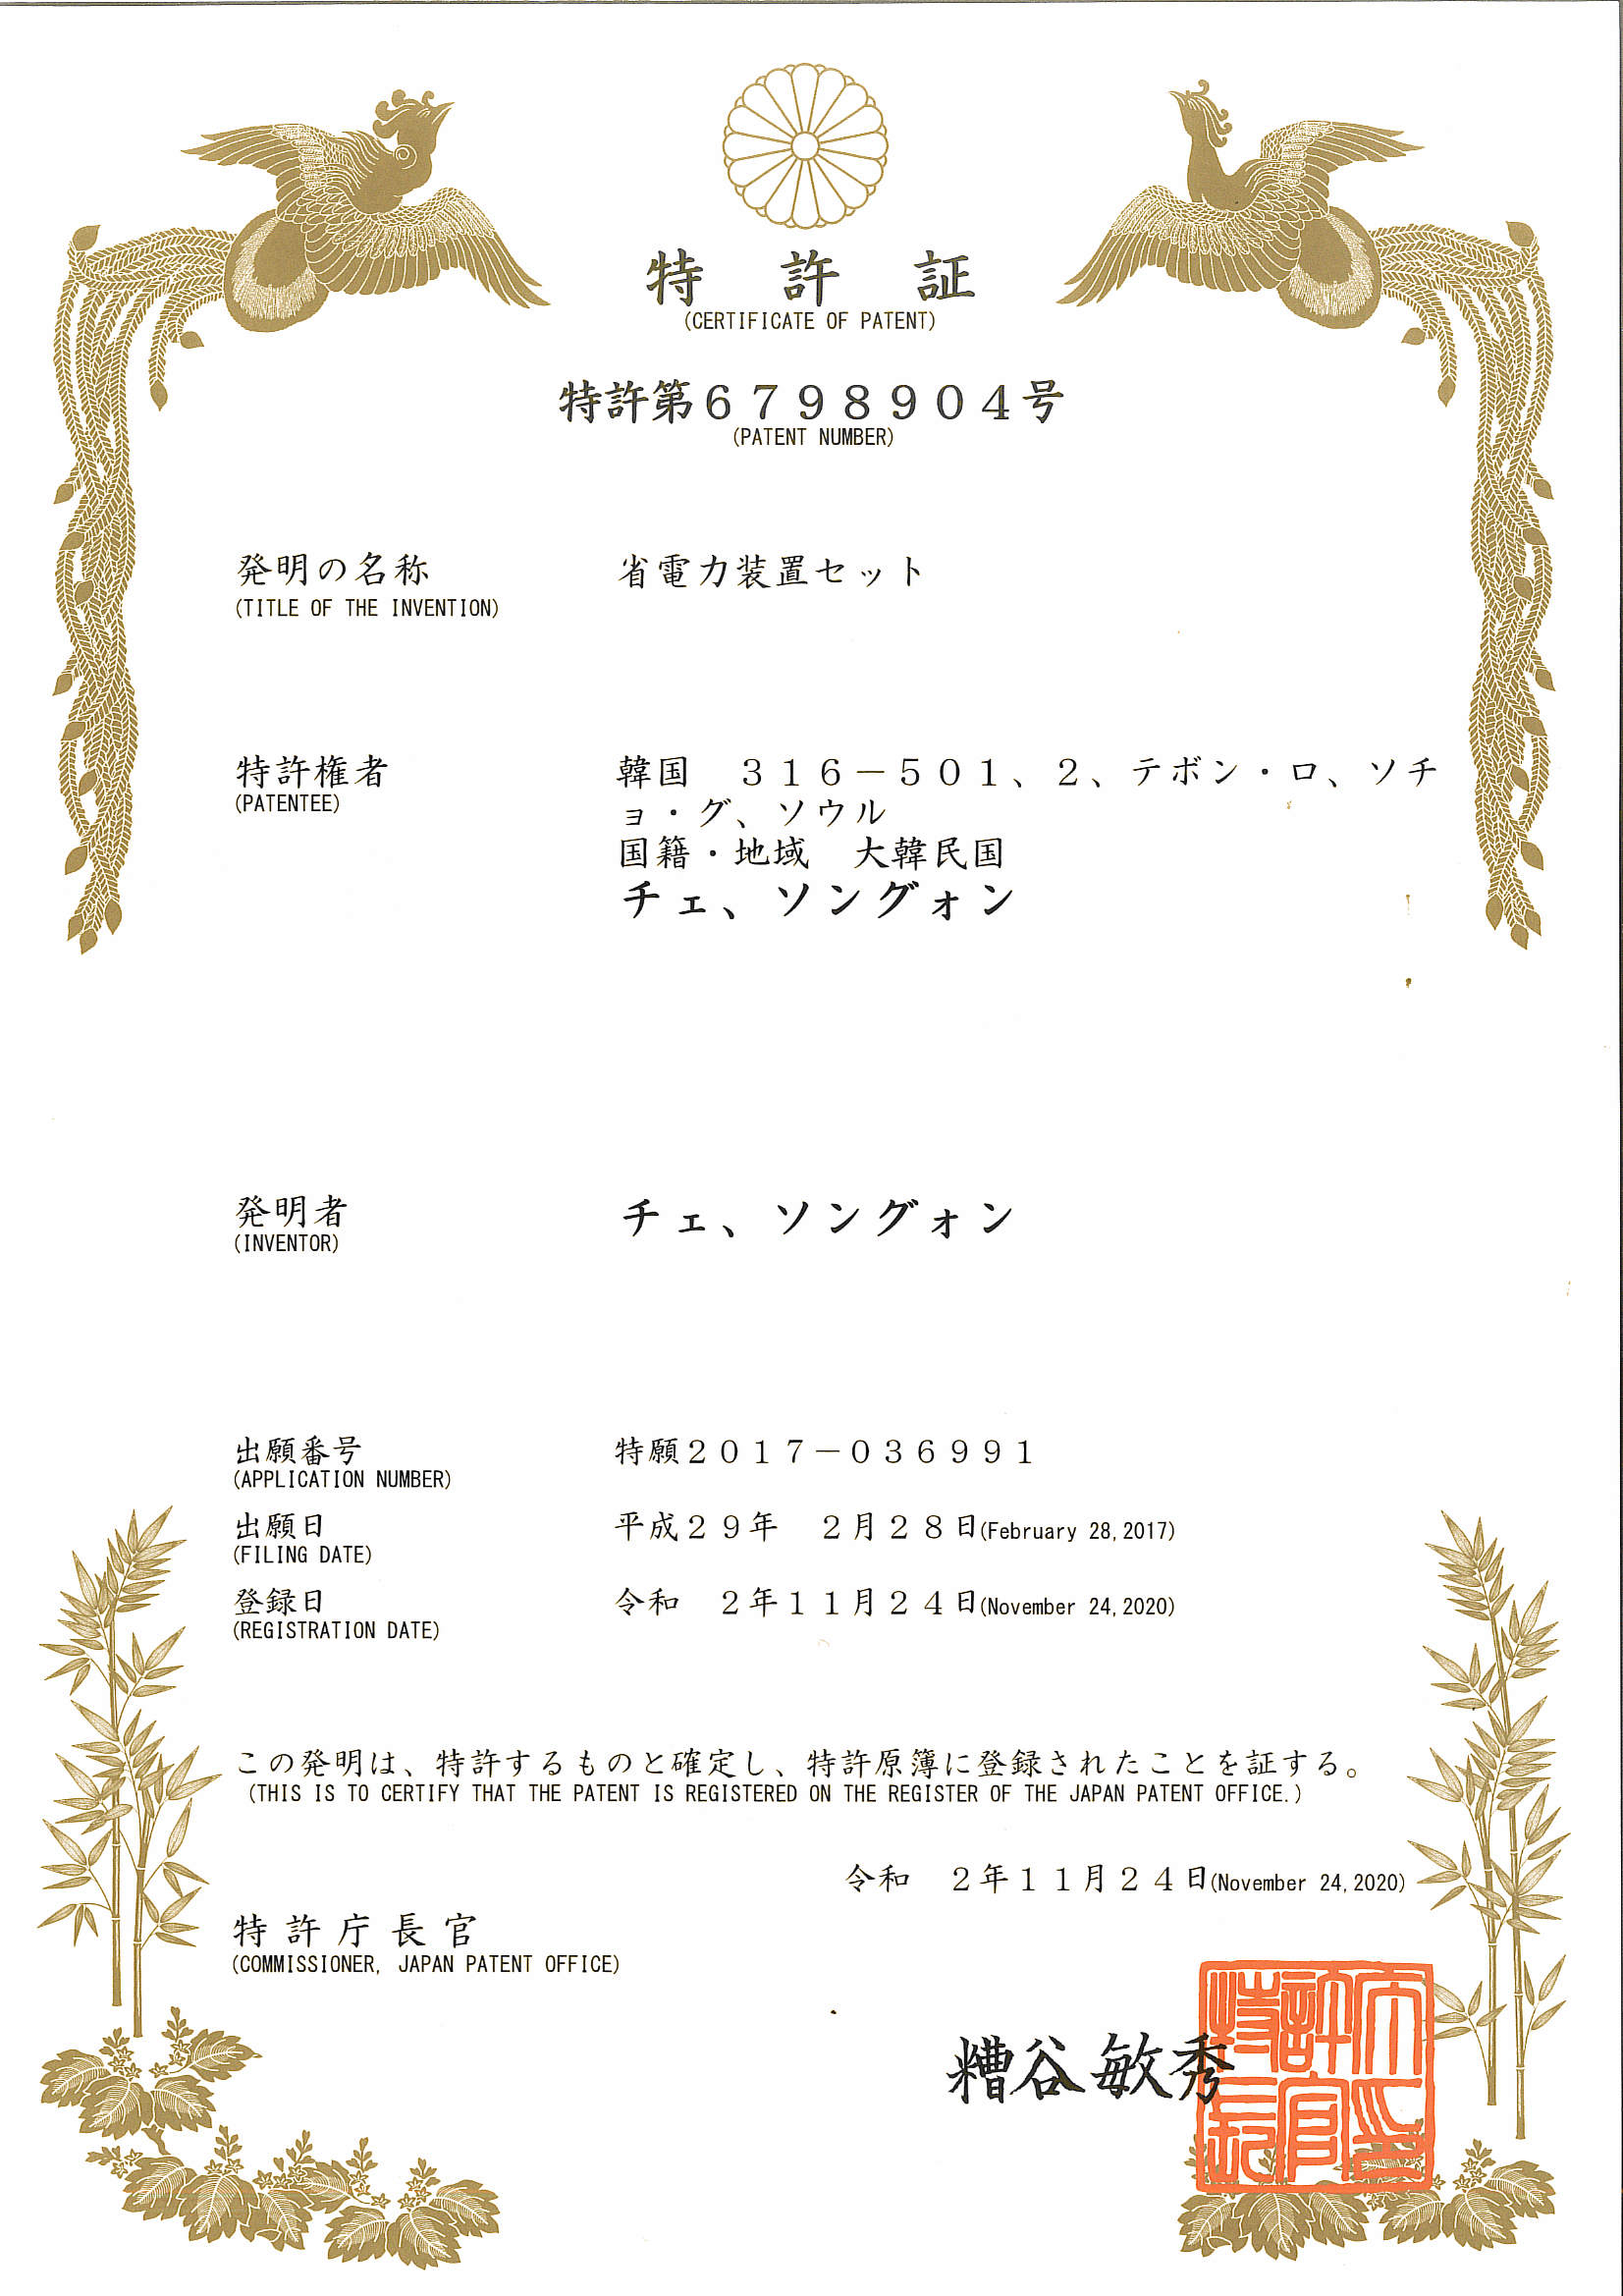 特許証
(CERTIFICATE OF PATENT)
特許第6798904号
(PATENT NUMBER)
発明の名称 省電力装置セット
(TITLE OF THE INVENTION)
特許権者 韓国 316-501、2、テボン・ロ、ソチ
(PATENTEE)
ョ・グ、ソウル
国籍・地域 大韓民国
チェ、ソングォン
発明者 チェ、ソングォン
(INVENTOR)
出願番号 特願2017-036991
(APPLICATION NUMBER)
出願日 平成29年 2月28日(February 28,2017)
(FILING DATE)
登録日 令和 2年11月24日(November 24,2020)
(REGISTRATION DATE)
この発明は、特許するものと確定し、特許原簿に登録されたことを証する。
(THIS IS TO CERTIFY THAT THE PATENT IS REGISTERED ON THE REGISTER OF THE JAPAN PATENT OFFICE.)
令和 2年11月24日(November 24,2020)
特許庁長官
(COMMISSIONER, JAPAN PATENT OFFICE)
糟谷敏秀